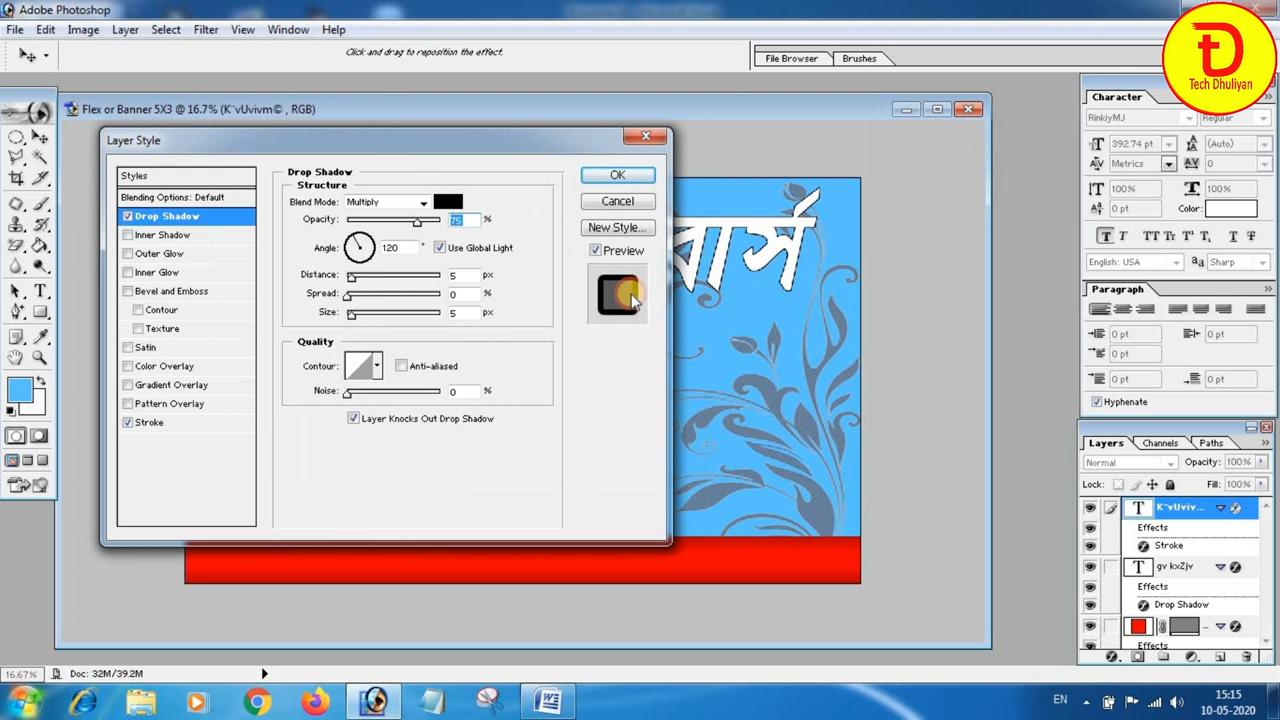 Adobe Photoshop
File Edit Image Layer Select Filter View Window Help
Click and drag to reposition the effect.
File Browser Brushes
Tech Dhuliyan
Flex or Banner 5X3 @ 16.7% (K¨vUvivm© , RGB)
Layer Style
Styles
Blending Options: Default
Drop Shadow
Inner Shadow
Outer Glow
Inner Glow
Bevel and Emboss
Contour
Texture
Satin
Color Overlay
Gradient Overlay
Pattern Overlay
Stroke
Drop Shadow
Structure
Blend Mode: Multiply
Opacity: 75 %
Angle: 120 ° Use Global Light
Distance: 5 px
Spread: 0 %
Size: 5 px
Quality
Contour: Anti-aliased
Noise: 0 %
Layer Knocks Out Drop Shadow
OK
Cancel
New Style...
Preview
রার্স
Character
RinkiyMJ Regular
392.74 pt (Auto)
Metrics 0
100% 100%
0 pt Color:
T T TT Tr T¹ T₁ T T
English: USA aa Sharp
Paragraph
0 pt 0 pt
0 pt
0 pt 0 pt
Hyphenate
Layers Channels Paths
Normal Opacity: 100%
Lock: Fill: 100%
T K¨vUviv...
Effects
Stroke
T gv kxZjv
Effects
Drop Shadow
Effects
16.67% Doc: 32M/39.2M
EN 15:15
10-05-2020